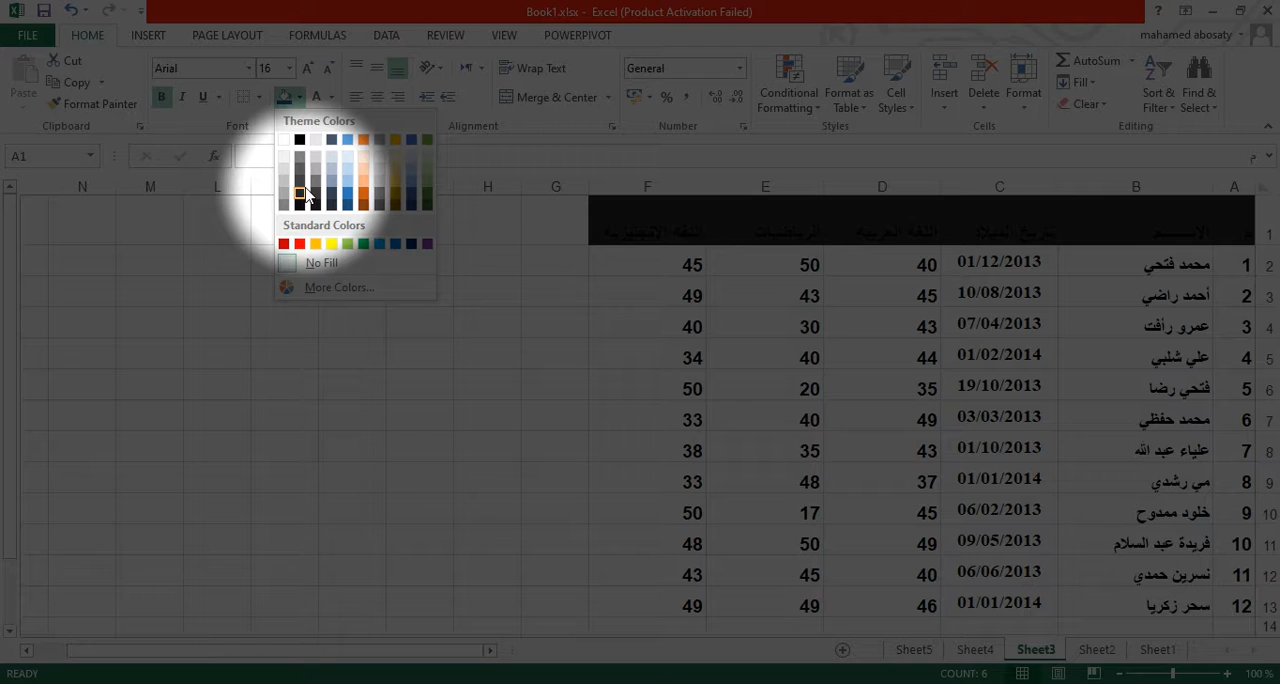 Book1.xlsx - Excel (Product Activation Failed)
FILE HOME INSERT PAGE LAYOUT FORMULAS DATA REVIEW VIEW POWERPIVOT mahamed abosaty
Cut
Copy
Format Painter
Paste
Clipboard
Arial 16
B I U A
Font
Wrap Text
Merge & Center
Alignment
General
%
Number
Conditional Formatting
Format as Table
Cell Styles
Styles
Insert Delete Format
Cells
AutoSum
Fill
Clear
Sort & Filter
Find & Select
Editing
Theme Colors
Standard Colors
No Fill
More Colors...
A1 fx م
N M L H G F E D C B A
م الاســـم تاريخ الميلاد اللغة العربية الرياضيات اللغة الإنجليزية 1
1 محمد فتحي 01/12/2013 40 50 45 2
2 أحمد راضي 10/08/2013 45 43 49 3
3 عمرو رأفت 07/04/2013 43 30 40 4
4 علي شلبي 01/02/2014 44 40 34 5
5 فتحي رضا 19/10/2013 35 20 50 6
6 محمد حفظي 03/03/2013 49 40 33 7
7 علياء عبد الله 01/10/2013 43 35 38 8
8 مي رشدي 01/01/2014 37 48 33 9
9 خلود ممدوح 06/02/2013 45 17 50 10
10 فريدة عبد السلام 09/05/2013 49 50 48 11
11 نسرين حمدي 06/06/2013 40 45 43 12
12 سحر زكريا 01/01/2014 46 49 49 13
14
Sheet5 Sheet4 Sheet3 Sheet2 Sheet1
READY COUNT: 6 100 %